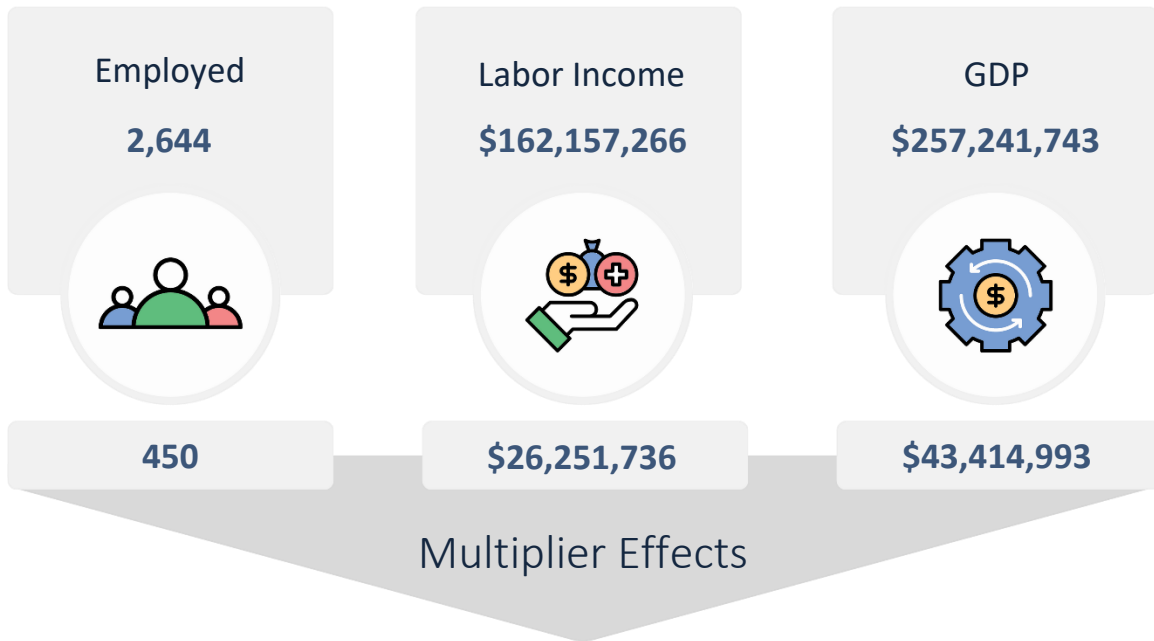 Employed
2,644
Labor Income
$162,157,266
GDP
$257,241,743
450
$26,251,736
$43,414,993
Multiplier Effects